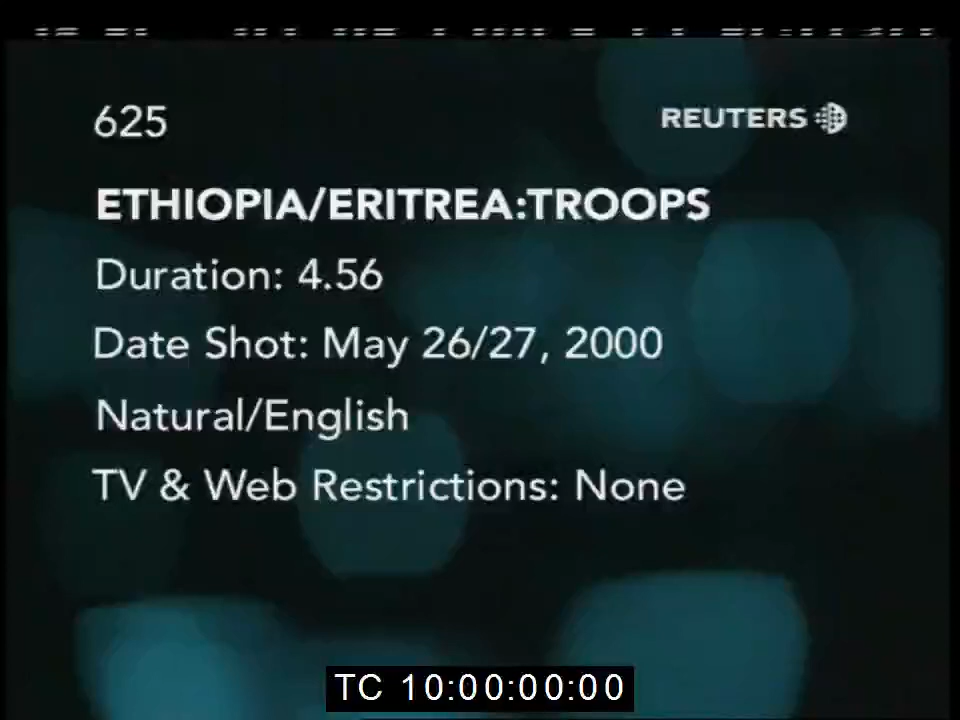 625
REUTERS
ETHIOPIA/ERITREA:TROOPS
Duration: 4.56
Date Shot: May 26/27, 2000
Natural/English
TV & Web Restrictions: None
TC 10:00:00:00